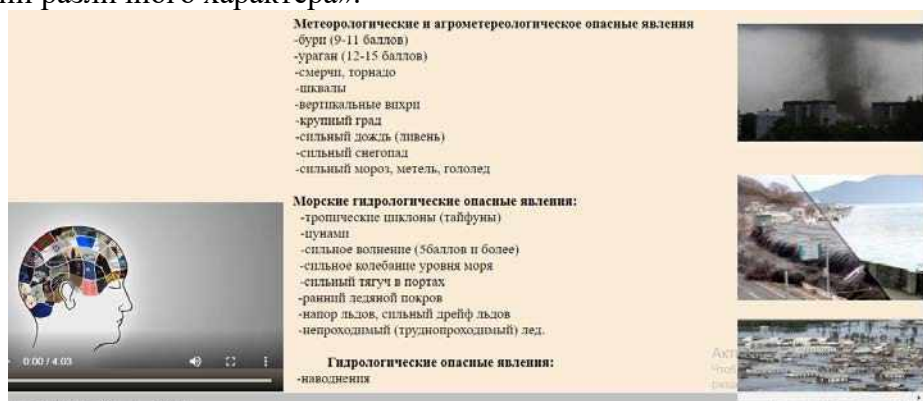 различного характера».
Метеорологические и агрометереологическое опасные явления
-бури (9-11 баллов)
-ураган (12-15 баллов)
-смерчи, торнадо
-шквалы
-вертикальные вихри
-крупный град
-сильный дождь (ливень)
-сильный снегопад
-сильный мороз, метель, гололед
Морские гидрологические опасные явления:
-тропические циклоны (тайфуны)
-цунами
-сильное волнение (5баллов и более)
-сильное колебание уровня моря
-сильный тягуч в портах
-ранний ледяной покров
-напор льдов, сильный дрейф льдов
-непроходимый (труднопроходимый) лед.
0:00 / 4:03
Гидрологические опасные явления:
-наводнения